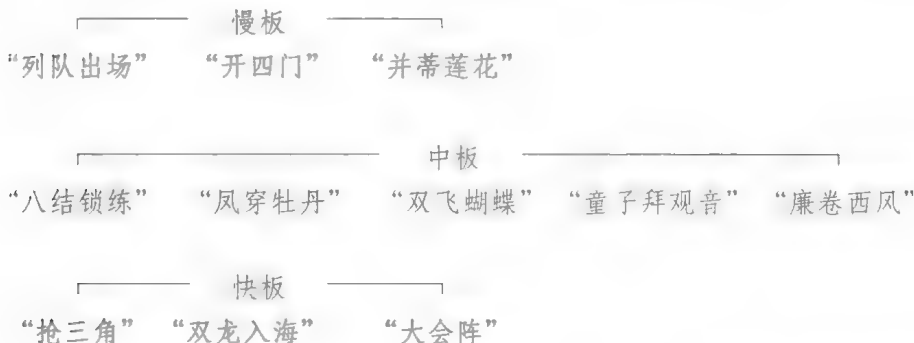 慢板
“列队出场” “开四门” “并蒂莲花”
中板
“八结锁练” “凤穿牡丹” “双飞蝴蝶” “童子拜观音” “廉卷西风”
快板
“抢三角” “双龙入海” “大会阵”